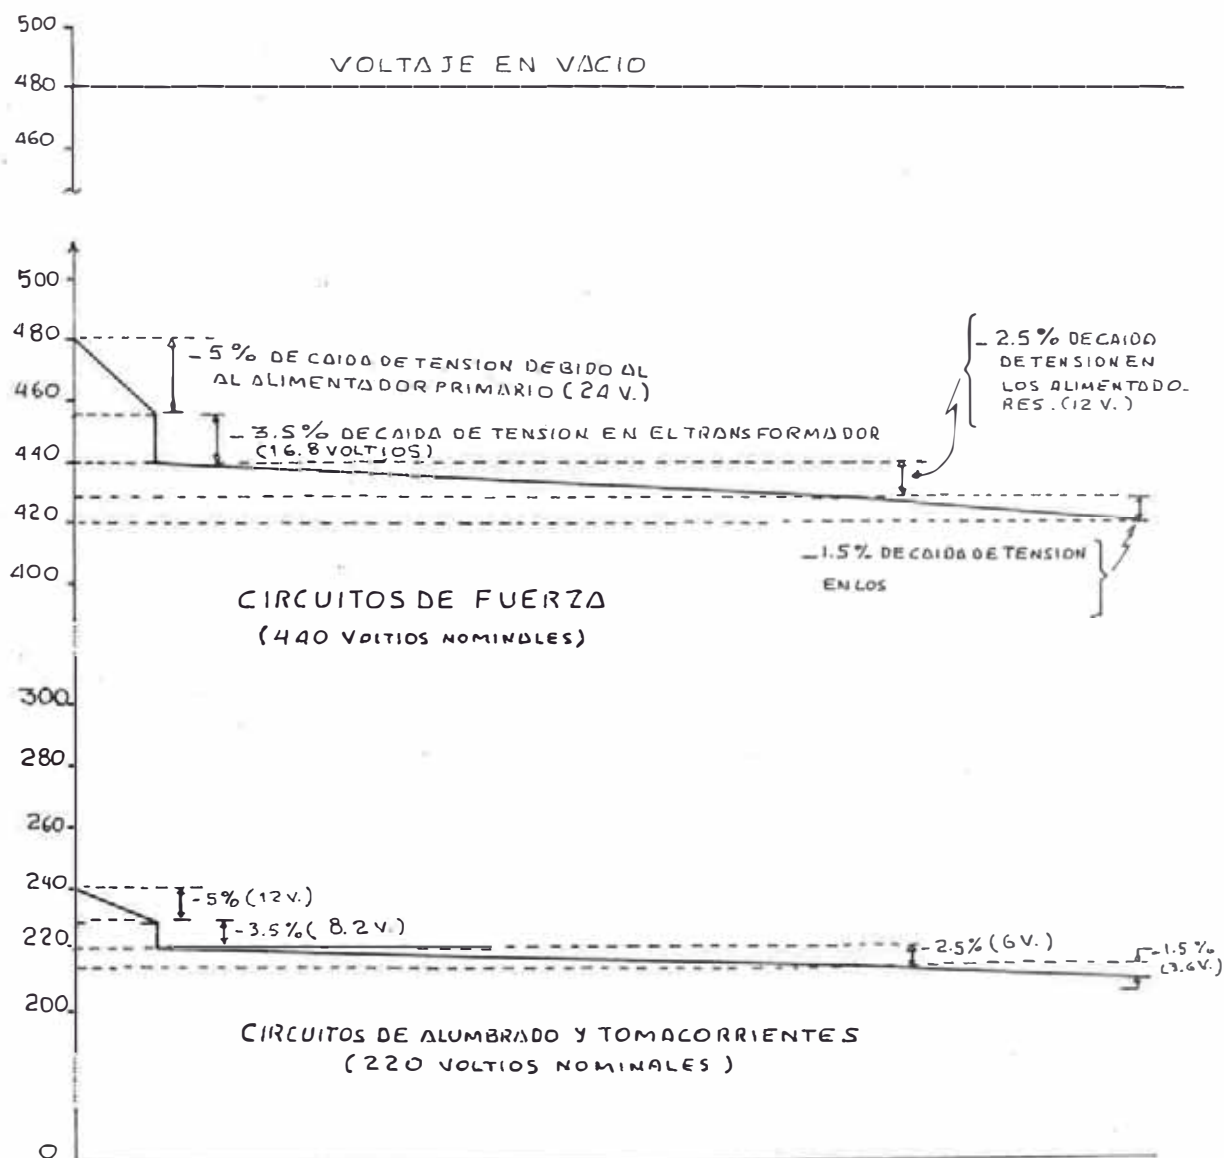 500
VOLTAJE EN VACIO
480
460
500
480
- 5% DE CAIDA DE TENSION DEBIDO AL
AL ALIMENTADOR PRIMARIO (24 V.)
460
- 3.5% DE CAIDA DE TENSION EN EL TRANSFORMADOR
(16.8 VOLTIOS)
- 2.5% DE CAIDA
DE TENSION EN
LOS ALIMENTADO-
RES. (12 V.)
440
420
400
- 1.5% DE CAIDA DE TENSION
EN LOS
CIRCUITOS DE FUERZA
(440 VOLTIOS NOMINALES)
300
280
260
240
- 5% (12 V.)
- 3.5% ( 8.2 V.)
220
- 2.5% (6 V.)
- 1.5%
(3.6 V.)
200
CIRCUITOS DE ALUMBRADO Y TOMACORRIENTES
( 220 VOLTIOS NOMINALES )
0